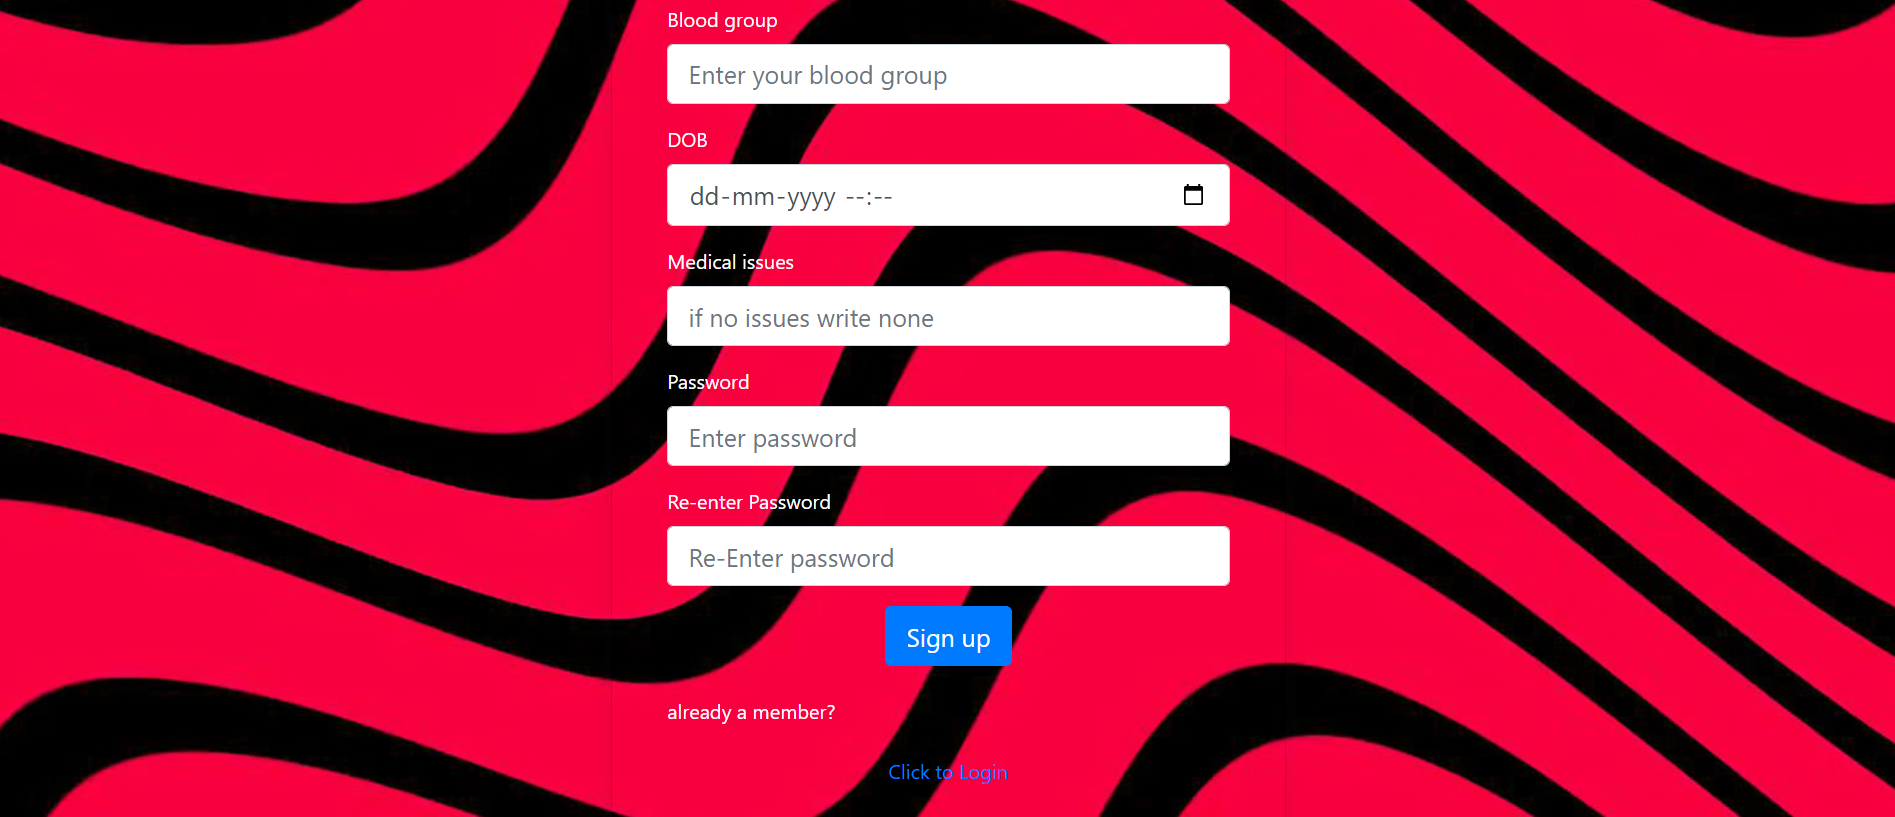 Blood group
Enter your blood group
DOB
dd-mm-yyyy --:--
Medical issues
if no issues write none
Password
Enter password
Re-enter Password
Re-Enter password
Sign up
already a member?
Click to Login